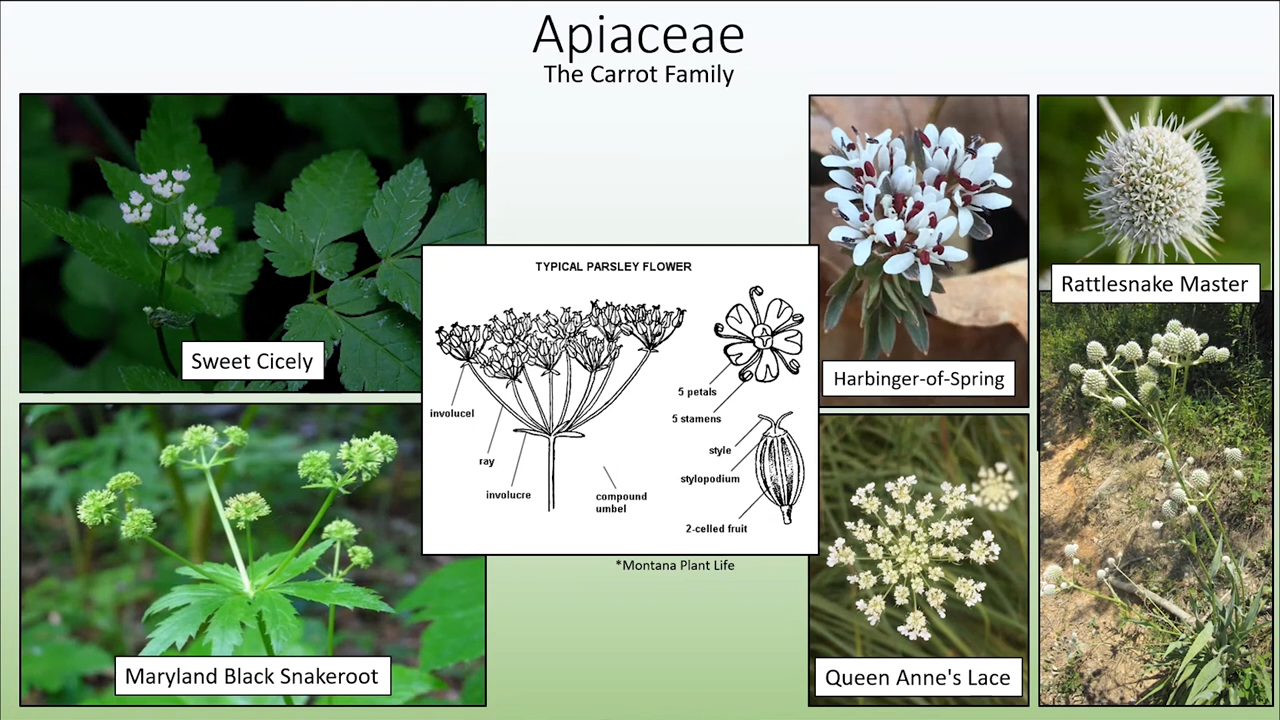 Apiaceae
The Carrot Family
Sweet Cicely
Maryland Black Snakeroot
TYPICAL PARSLEY FLOWER
involucel
ray
involucre
compound
umbel
5 petals
5 stamens
style
stylopodium
2-celled fruit
*Montana Plant Life
Harbinger-of-Spring
Queen Anne's Lace
Rattlesnake Master